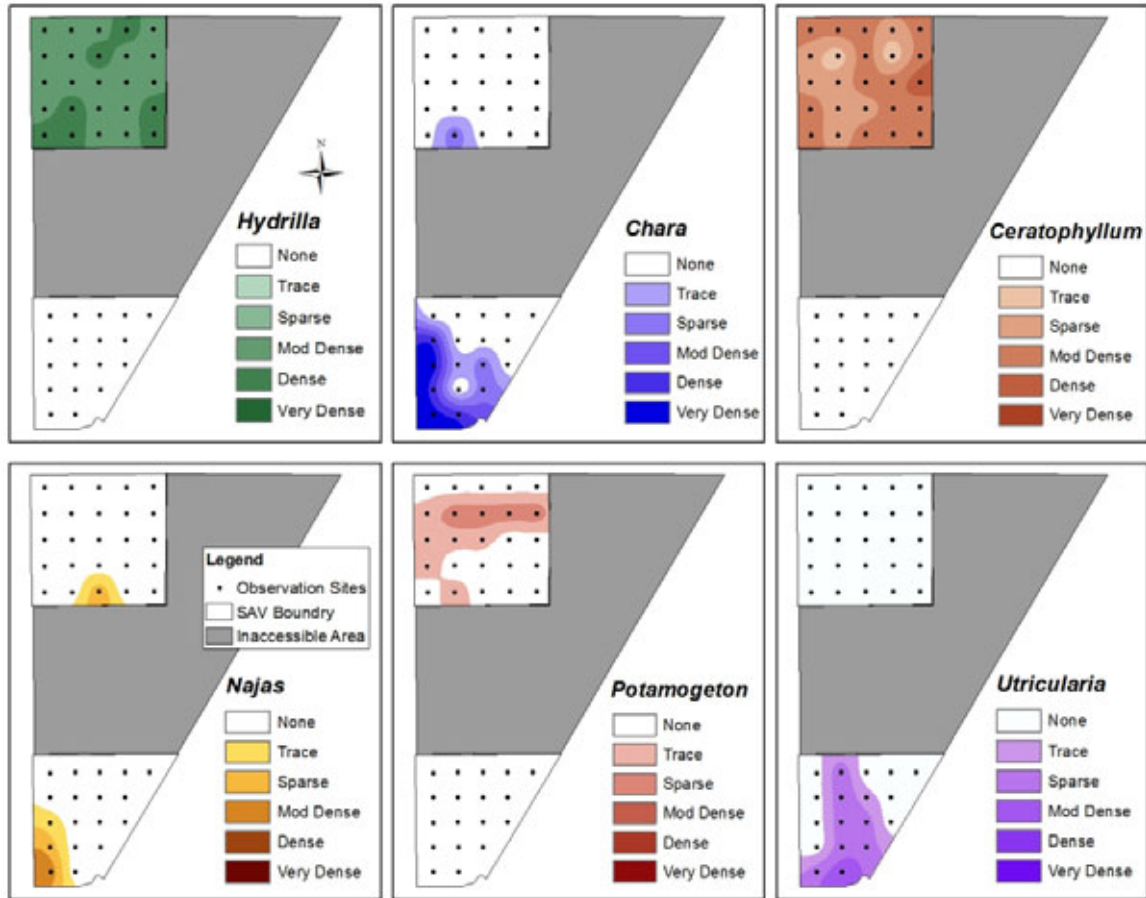 N
Hydrilla
None
Trace
Sparse
Mod Dense
Dense
Very Dense
Chara
None
Trace
Sparse
Mod Dense
Dense
Very Dense
Ceratophyllum
None
Trace
Sparse
Mod Dense
Dense
Very Dense
Legend
Observation Sites
SAV Boundry
Inaccessible Area
Najas
None
Trace
Sparse
Mod Dense
Dense
Very Dense
Potamogeton
None
Trace
Sparse
Mod Dense
Dense
Very Dense
Utricularia
None
Trace
Sparse
Mod Dense
Dense
Very Dense